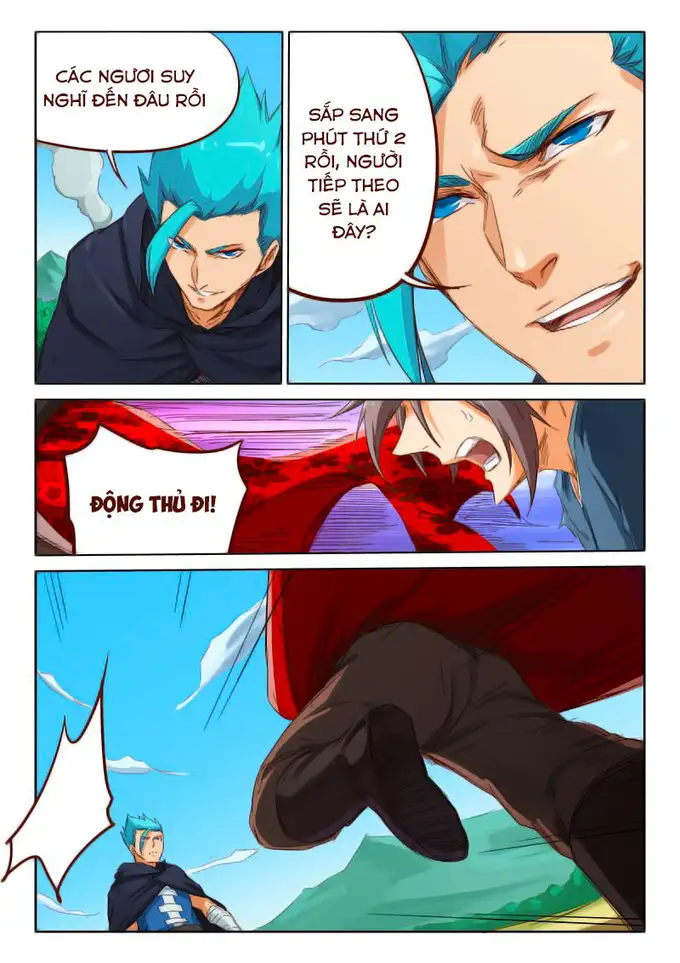 CÁC NGƯƠI SUY
NGHĨ ĐẾN ĐÂU RỒI
SẮP SANG
PHÚT THỨ 2
RỒI, NGƯỜI
TIẾP THEO
SẼ LÀ AI
ĐÂY?
ĐỘNG THỦ ĐI!